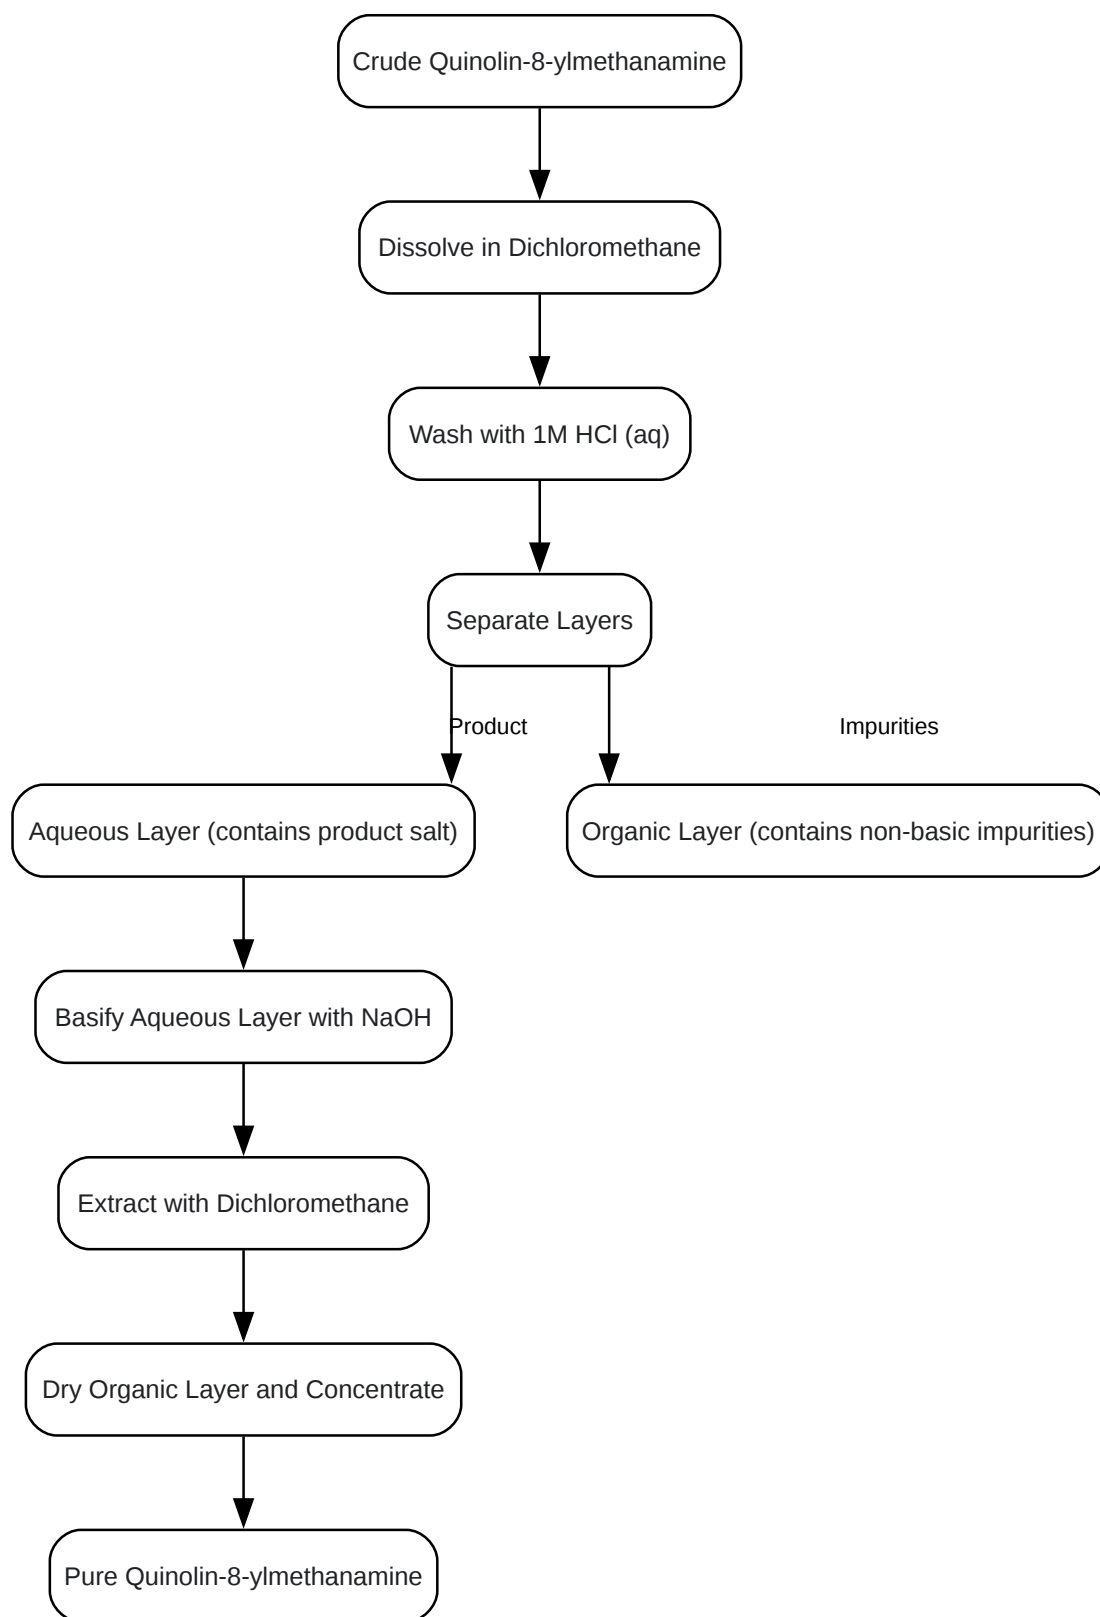 Crude Quinolin-8-ylmethanamine
Dissolve in Dichloromethane
Wash with 1M HCl (aq)
Separate Layers
Product
Impurities
Aqueous Layer (contains product salt)
Organic Layer (contains non-basic impurities)
Basify Aqueous Layer with NaOH
Extract with Dichloromethane
Dry Organic Layer and Concentrate
Pure Quinolin-8-ylmethanamine